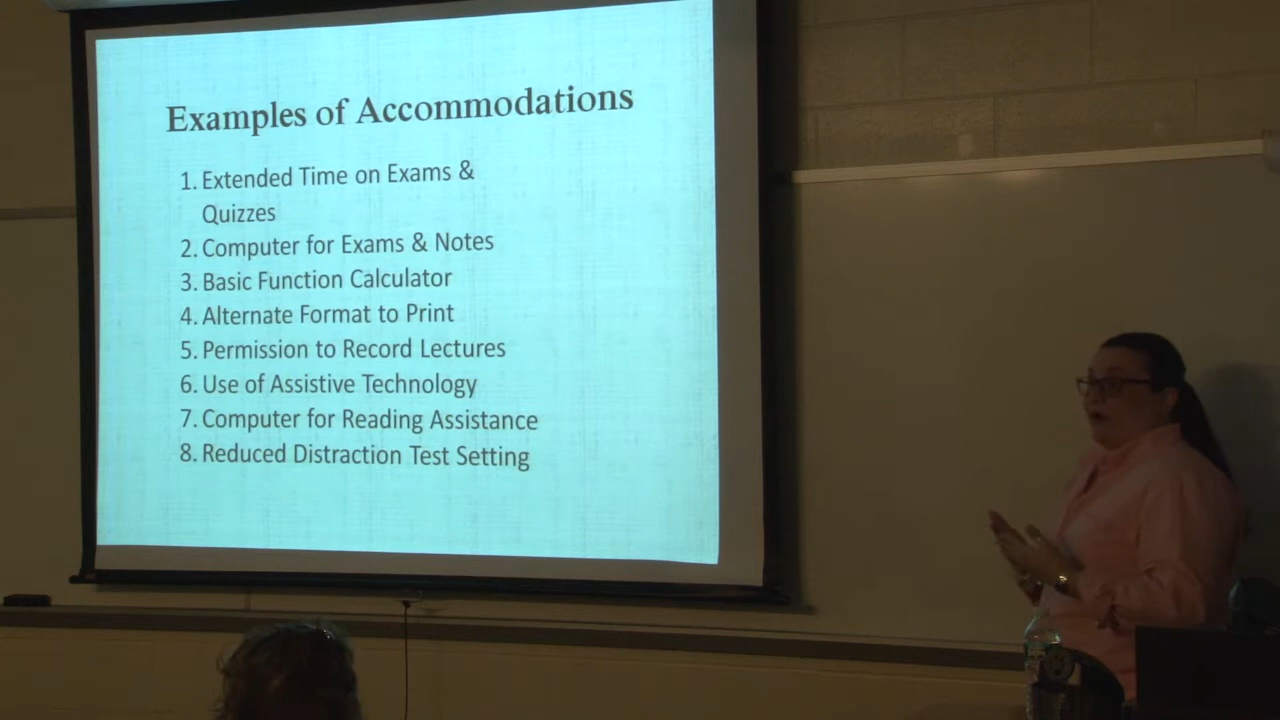 Examples of Accommodations
1. Extended Time on Exams &
Quizzes
2. Computer for Exams & Notes
3. Basic Function Calculator
4. Alternate Format to Print
5. Permission to Record Lectures
6. Use of Assistive Technology
7. Computer for Reading Assistance
8. Reduced Distraction Test Setting